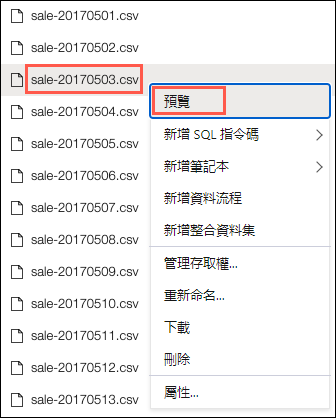 sale-20170501.csv
sale-20170502.csv
sale-20170503.csv
sale-20170504.csv
sale-20170505.csv
sale-20170506.csv
sale-20170507.csv
sale-20170508.csv
sale-20170509.csv
sale-20170510.csv
sale-20170511.csv
sale-20170512.csv
sale-20170513.csv
預覽
新增 SQL 指令碼
新增筆記本
新增資料流程
新增整合資料集
管理存取權...
重新命名...
下載
刪除
屬性...